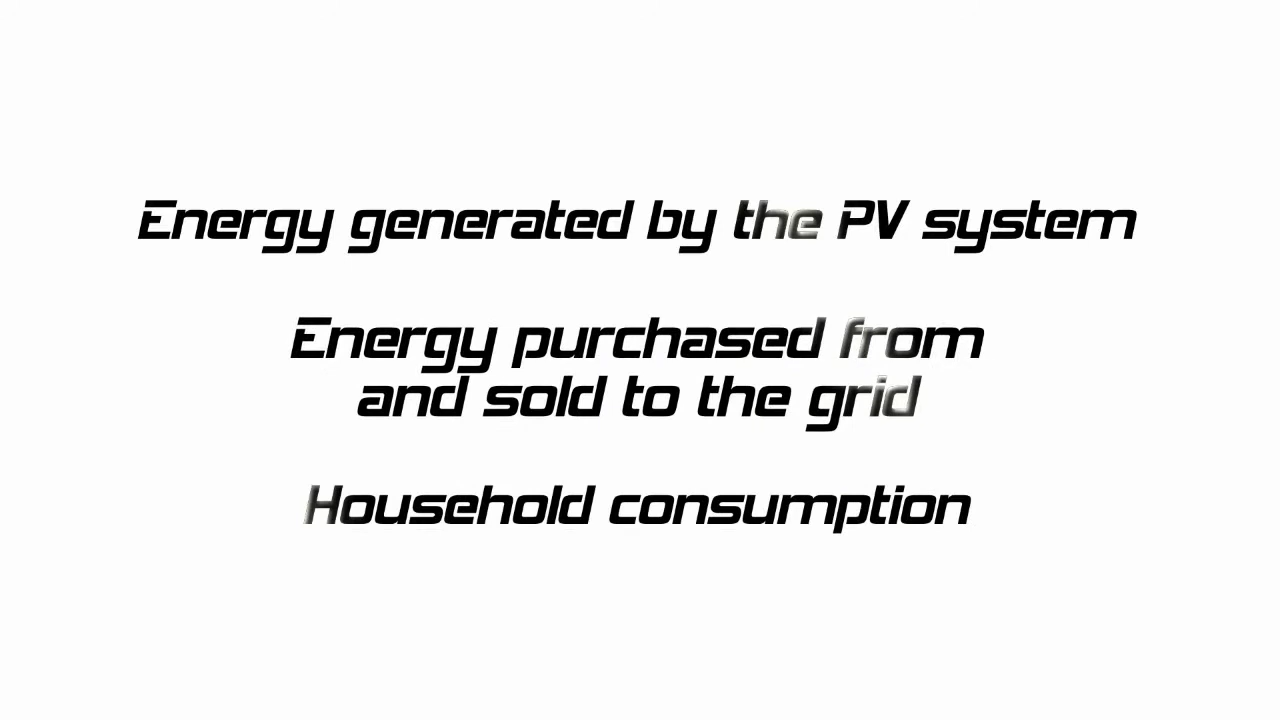 Energy generated by the PV system
Energy purchased from
and sold to the grid
Household consumption